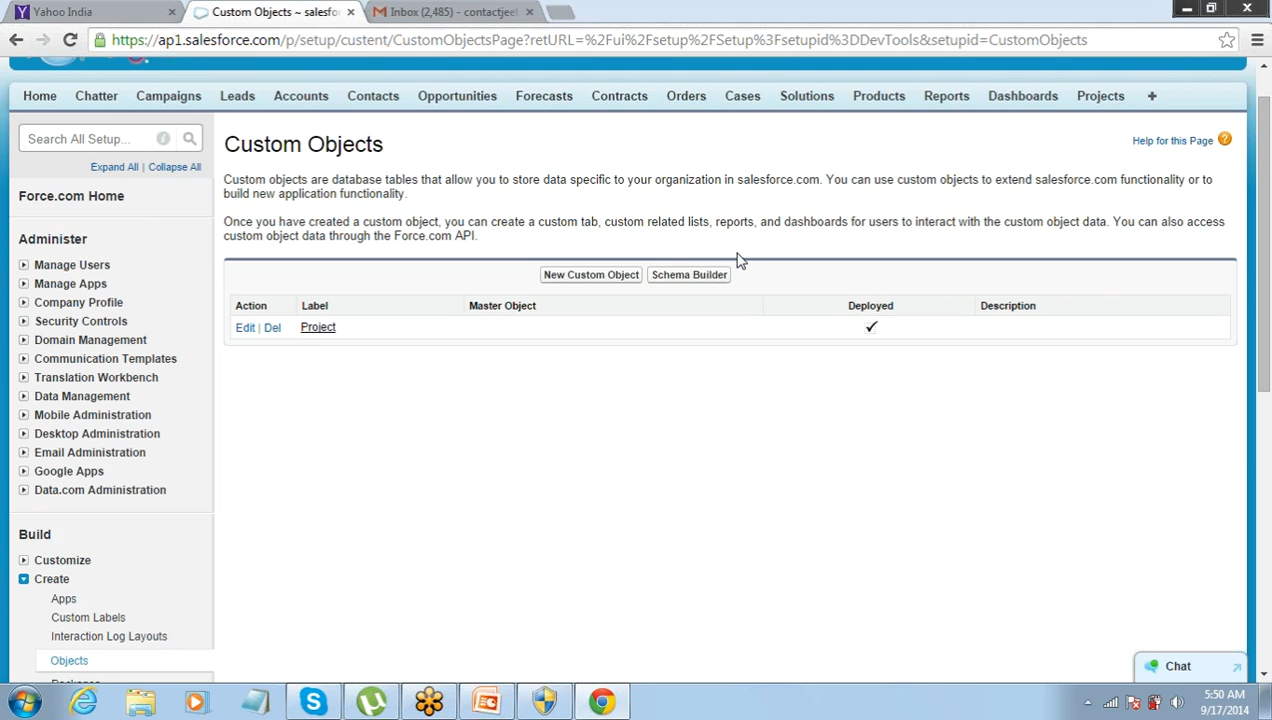 Yahoo India
Custom Objects ~ salesfo
Inbox (2,485) - contactjeet
https://ap1.salesforce.com/p/setup/custent/CustomObjectsPage?retURL=%2Fui%2Fsetup%2FSetup%3Fsetupid%3DDevTools&setupid=CustomObjects
Home Chatter Campaigns Leads Accounts Contacts Opportunities Forecasts Contracts Orders Cases Solutions Products Reports Dashboards Projects +
Search All Setup...
Expand All | Collapse All
Force.com Home
Administer
Manage Users
Manage Apps
Company Profile
Security Controls
Domain Management
Communication Templates
Translation Workbench
Data Management
Mobile Administration
Desktop Administration
Email Administration
Google Apps
Data.com Administration
Build
Customize
Create
Apps
Custom Labels
Interaction Log Layouts
Objects
Custom Objects
Help for this Page
Custom objects are database tables that allow you to store data specific to your organization in salesforce.com. You can use custom objects to extend salesforce.com functionality or to
build new application functionality.
Once you have created a custom object, you can create a custom tab, custom related lists, reports, and dashboards for users to interact with the custom object data. You can also access
custom object data through the Force.com API.
New Custom Object Schema Builder
Action Label Master Object Deployed Description
Edit | Del Project ✓
Chat
5:50 AM
9/17/2014